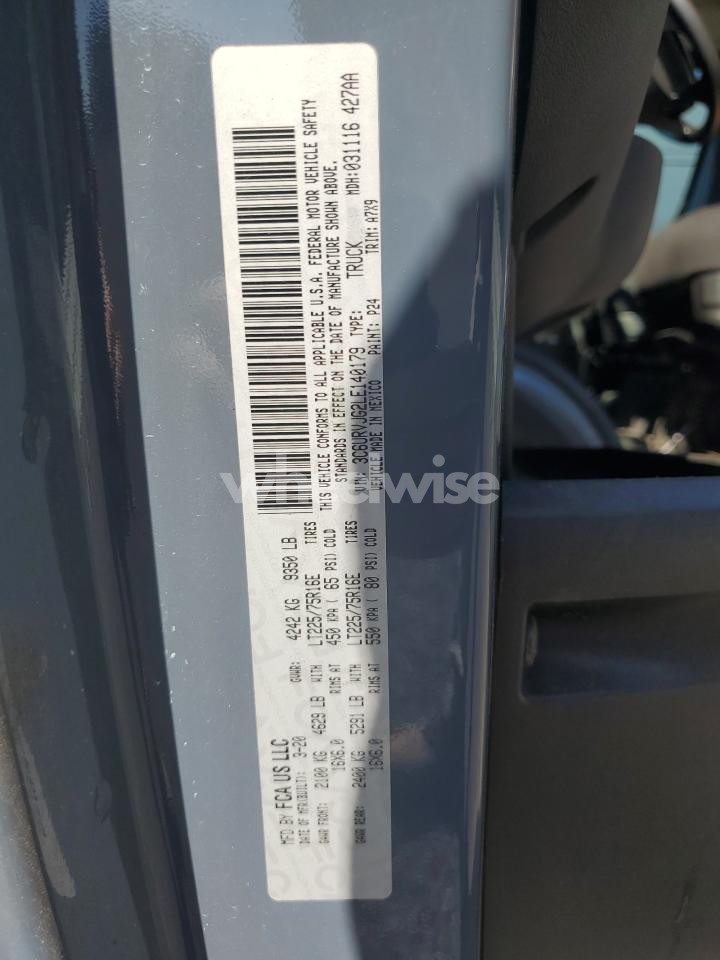 MFD BY FCA US LLC
DATE OF MFR(BUILT): 3-20 GVWR: 4242 KG 9350 LB
GAWR FRONT: 2100 KG 4629 LB WITH LT225/75R16E TIRES
16X6.0 RIMS AT 450 KPA ( 65 PSI) COLD
GAWR REAR: 2400 KG 5291 LB WITH LT225/75R16E TIRES
16X6.0 RIMS AT 550 KPA ( 80 PSI) COLD
THIS VEHICLE CONFORMS TO ALL APPLICABLE U.S.A. FEDERAL MOTOR VEHICLE SAFETY
STANDARDS IN EFFECT ON THE DATE OF MANUFACTURE SHOWN ABOVE.
VIN: 3C6URVJG2LE140179 TYPE: TRUCK MDH:031116 427AA
VEHICLE MADE IN MEXICO PAINT: P24 TRIM: A7X9